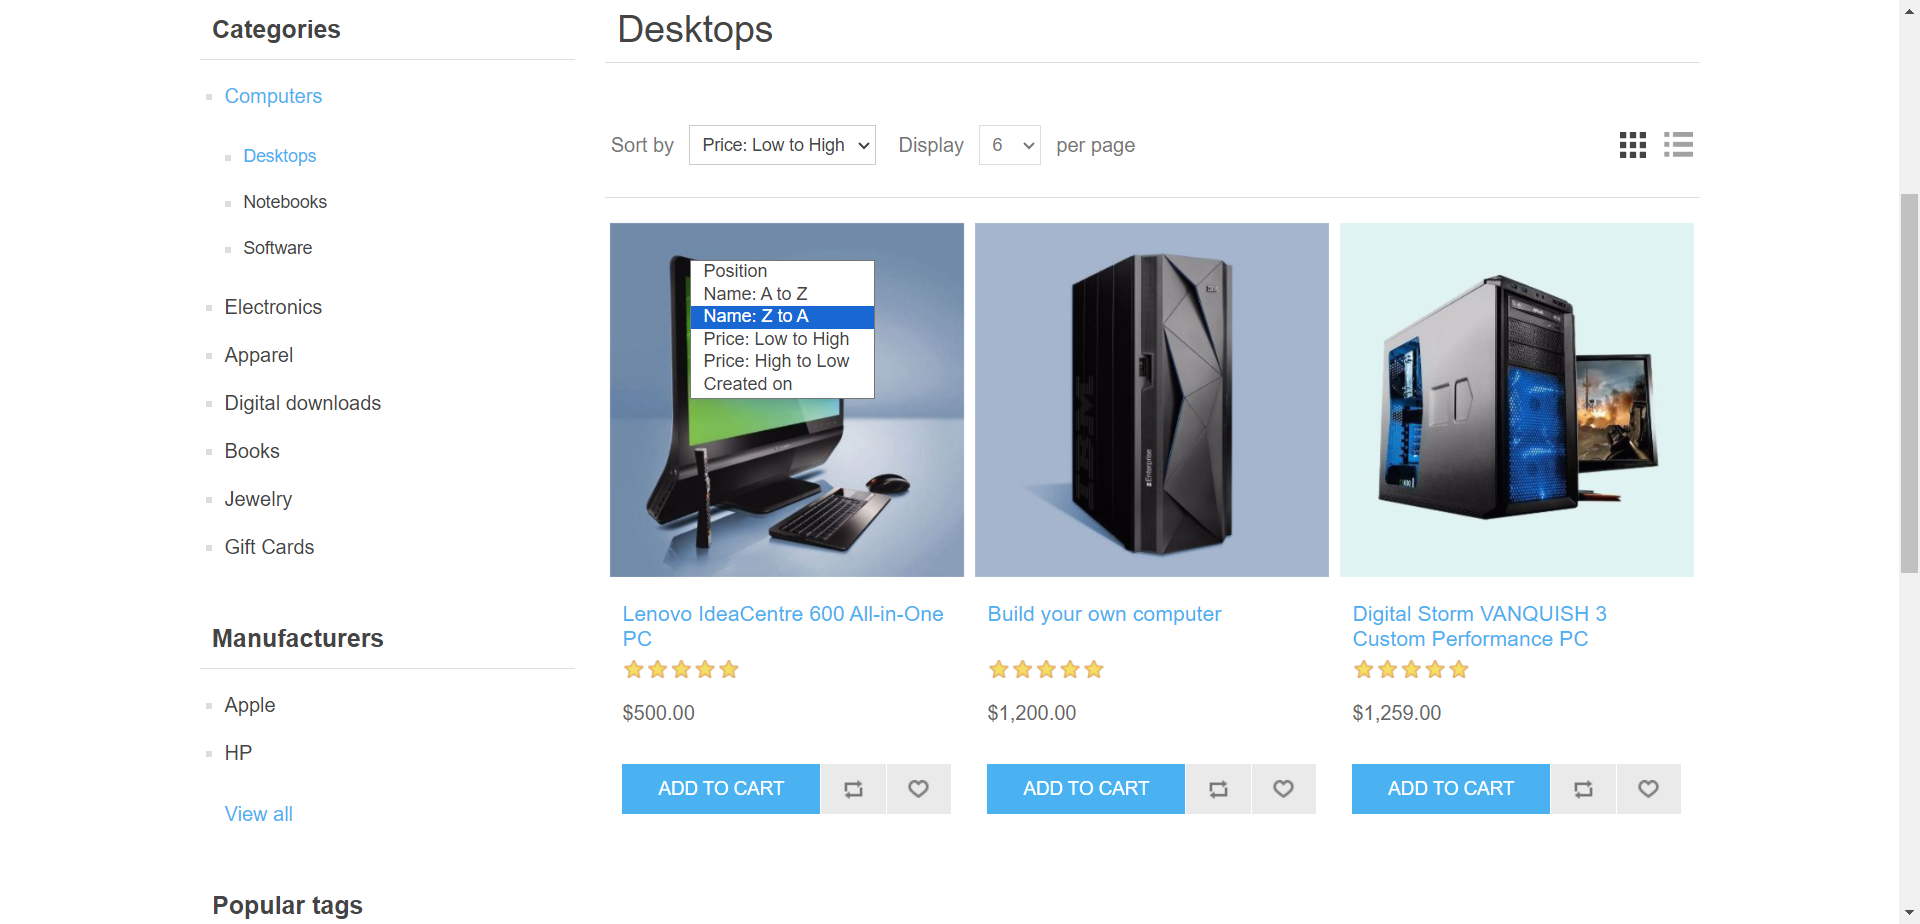 Categories
Computers
Desktops
Notebooks
Software
Electronics
Apparel
Digital downloads
Books
Jewelry
Gift Cards
Manufacturers
Apple
HP
View all
Popular tags
Desktops
Sort by Price: Low to High Display 6 per page
Position
Name: A to Z
Name: Z to A
Price: Low to High
Price: High to Low
Created on
IBM
zEnterprise
Lenovo IdeaCentre 600 All-in-One
PC
$500.00
ADD TO CART
Build your own computer
$1,200.00
ADD TO CART
Digital Storm VANQUISH 3
Custom Performance PC
$1,259.00
ADD TO CART